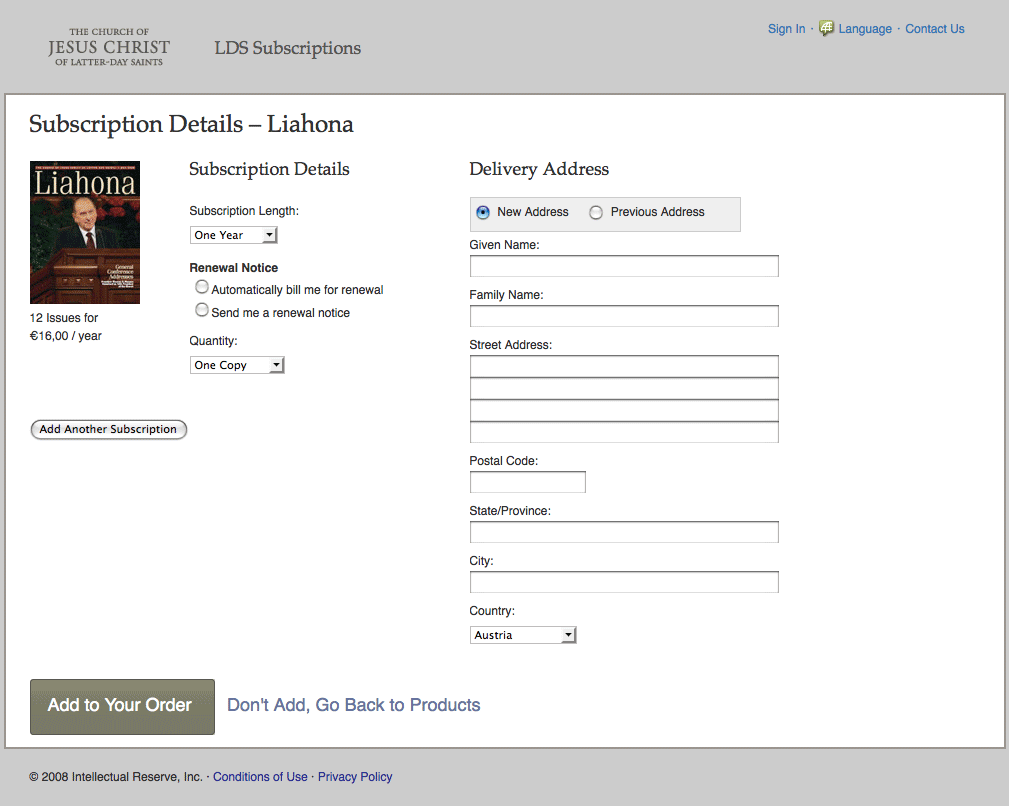 THE CHURCH OF
JESUS CHRIST
OF LATTER-DAY SAINTS
LDS Subscriptions
Sign In · Language · Contact Us
Subscription Details – Liahona
Liahona
General
Conference
Addresses
12 Issues for
€16,00 / year
Add Another Subscription
Subscription Details
Subscription Length:
One Year
Renewal Notice
Automatically bill me for renewal
Send me a renewal notice
Quantity:
One Copy
Delivery Address
New Address Previous Address
Given Name:
Family Name:
Street Address:
Postal Code:
State/Province:
City:
Country:
Austria
Add to Your Order Don't Add, Go Back to Products
© 2008 Intellectual Reserve, Inc. · Conditions of Use · Privacy Policy